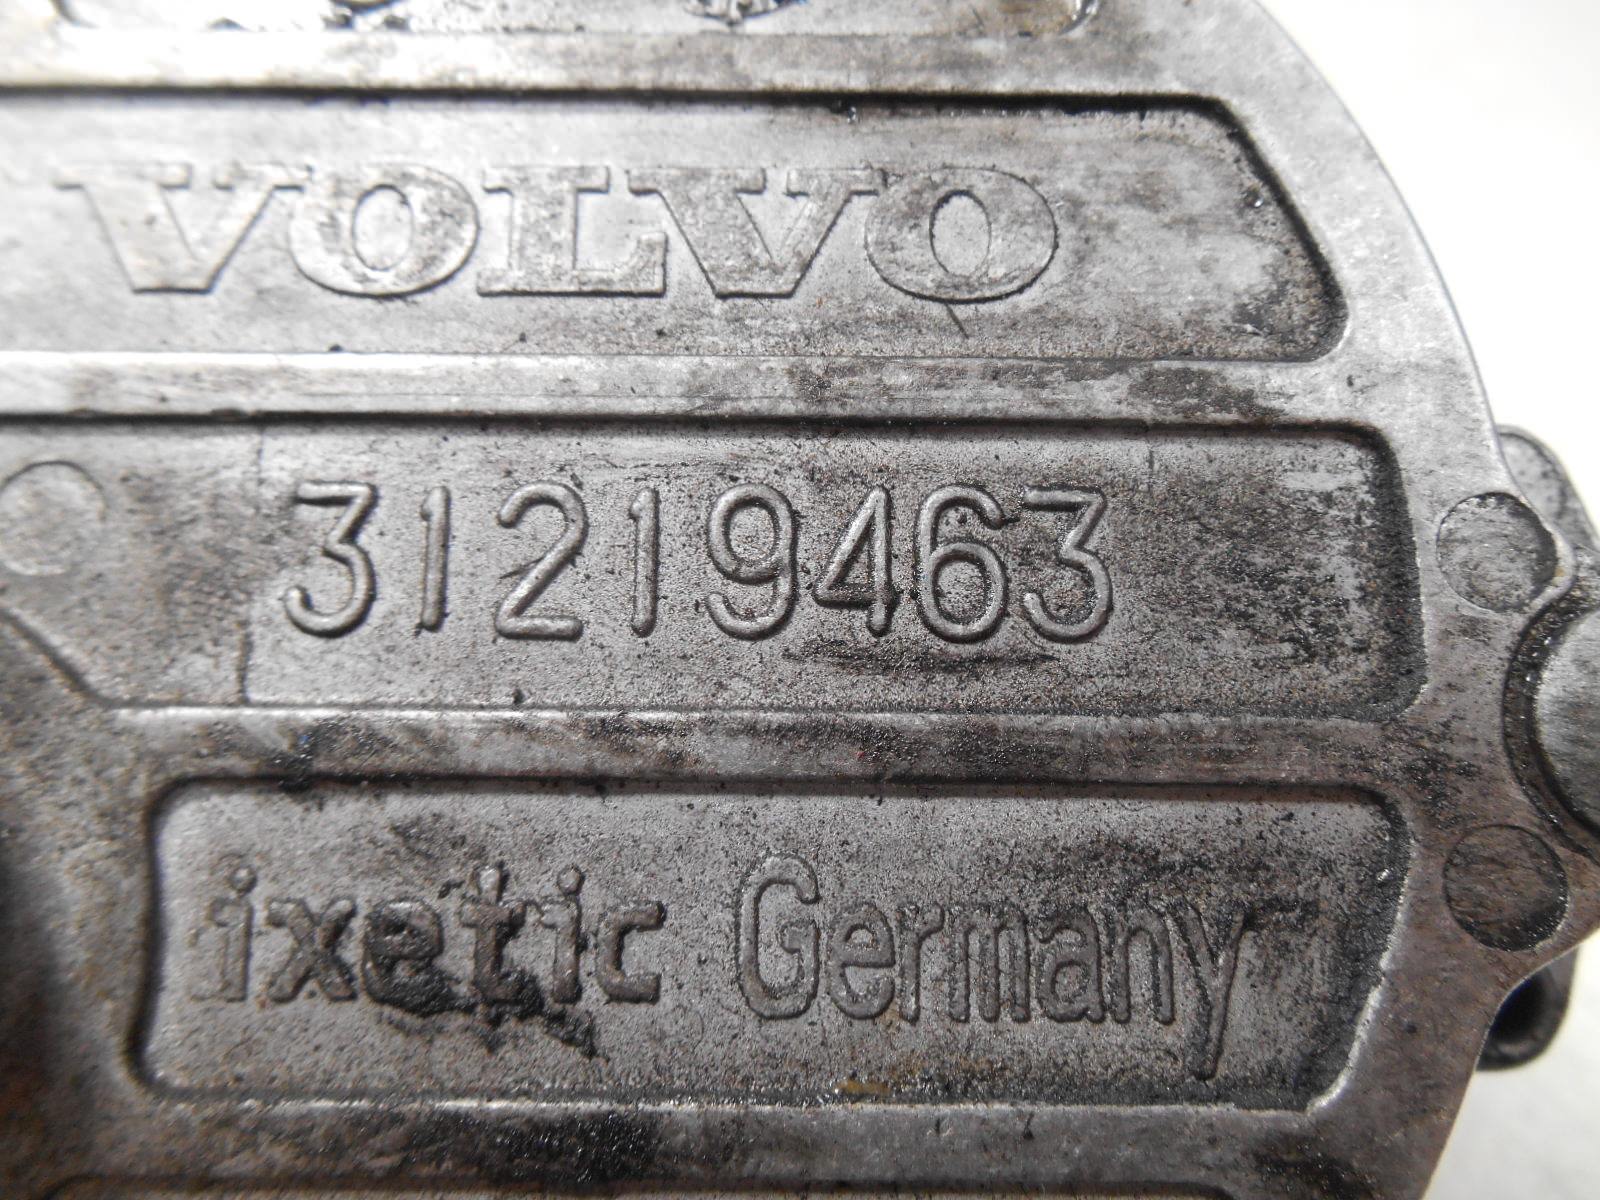 VOLVO
31219463
ixetic Germany